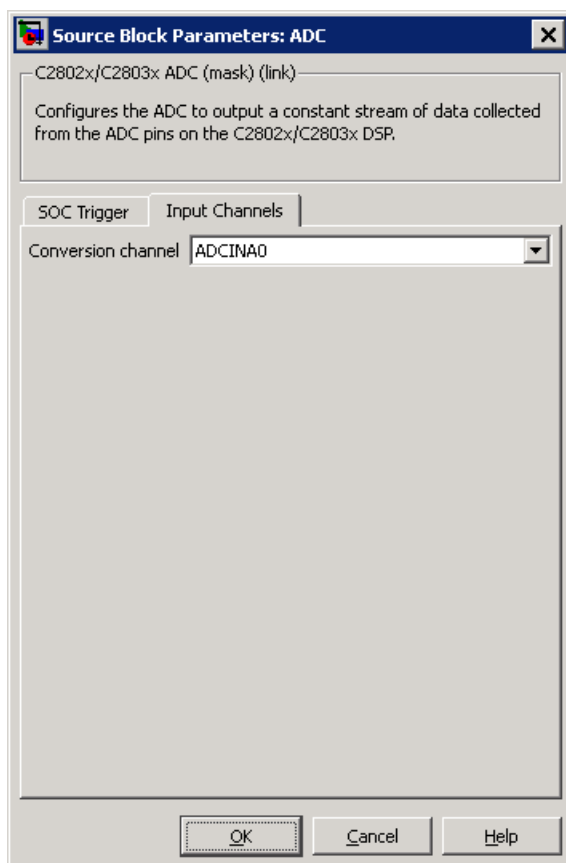 Source Block Parameters: ADC
C2802x/C2803x ADC (mask) (link)
Configures the ADC to output a constant stream of data collected
from the ADC pins on the C2802x/C2803x DSP.
SOC Trigger Input Channels
Conversion channel ADCINA0
OK Cancel Help